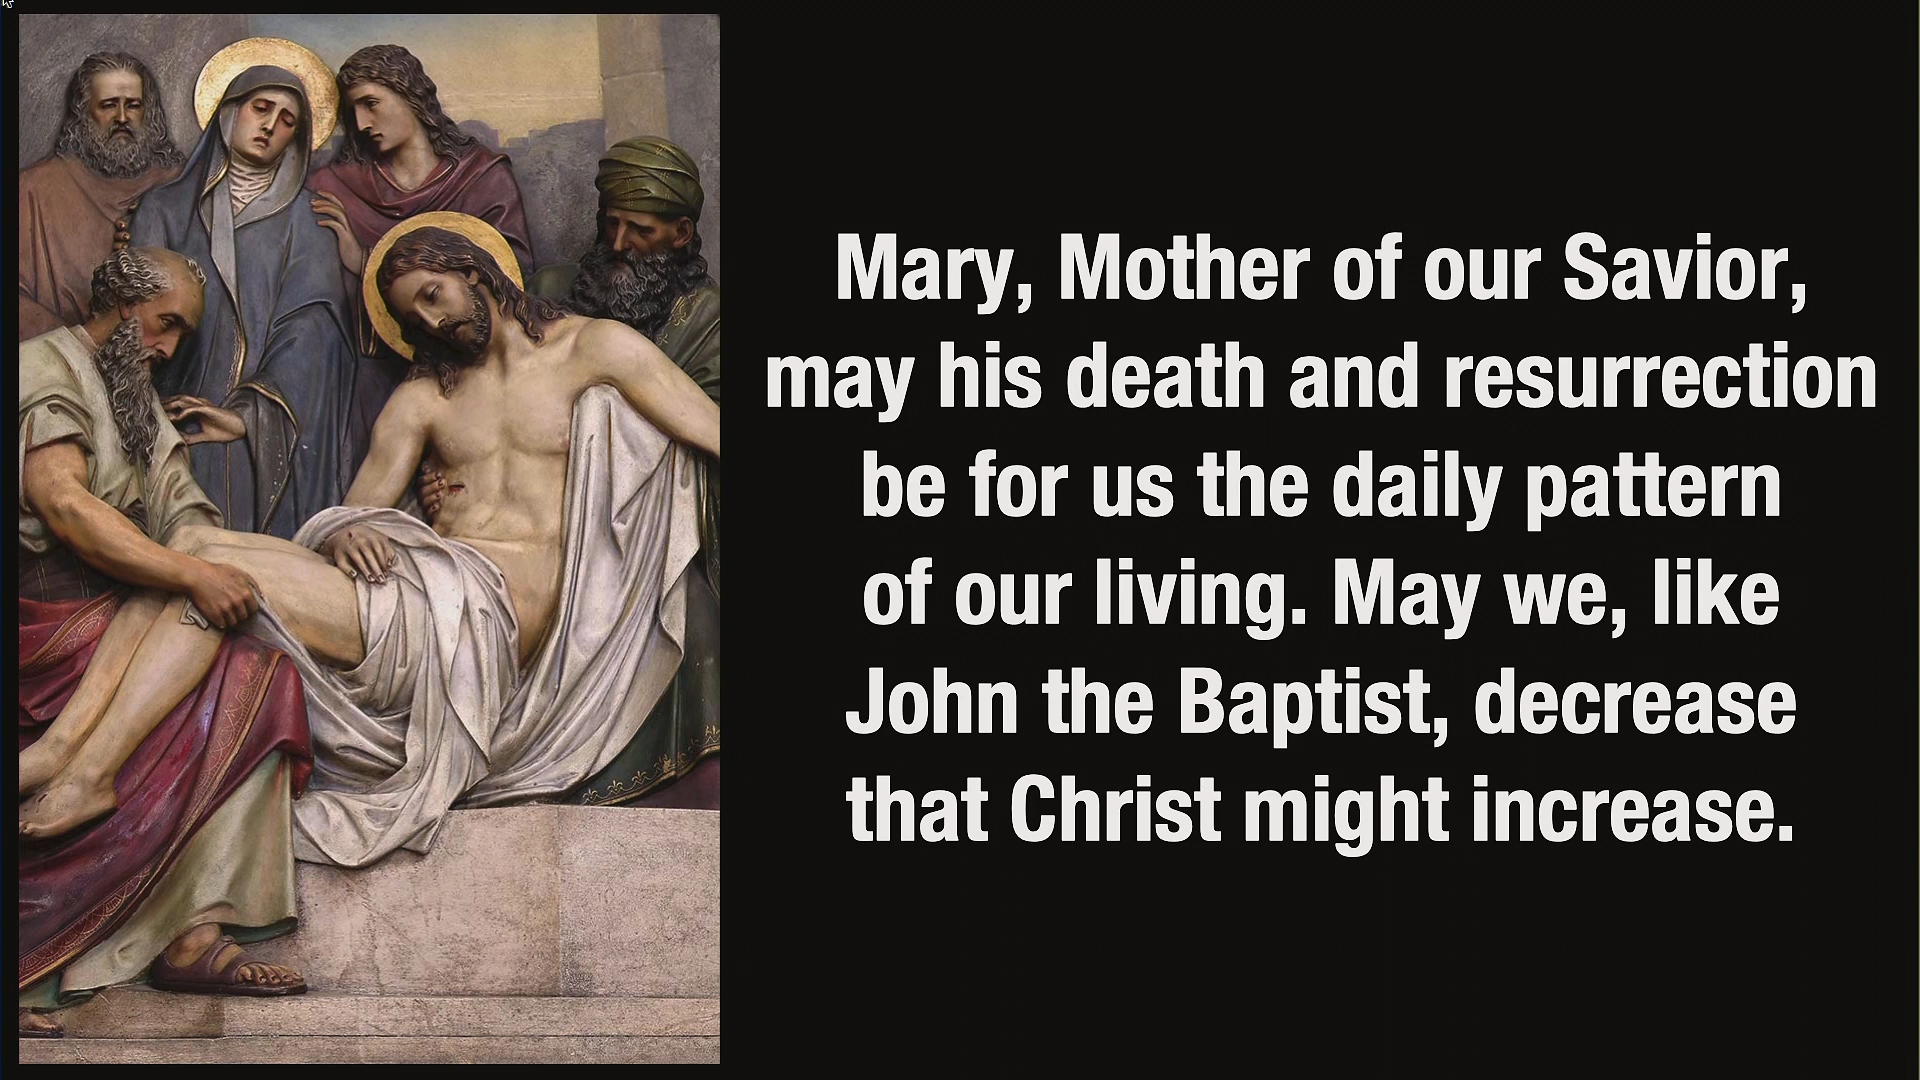 Mary, Mother of our Savior,
may his death and resurrection
be for us the daily pattern
of our living. May we, like
John the Baptist, decrease
that Christ might increase.